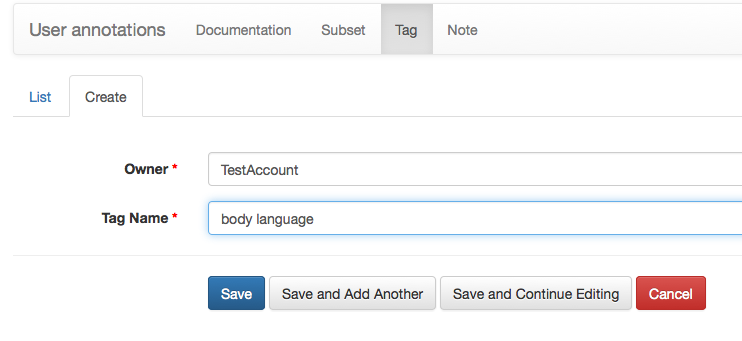 User annotations Documentation Subset Tag Note
List Create
Owner * TestAccount
Tag Name * body language
Save Save and Add Another Save and Continue Editing Cancel